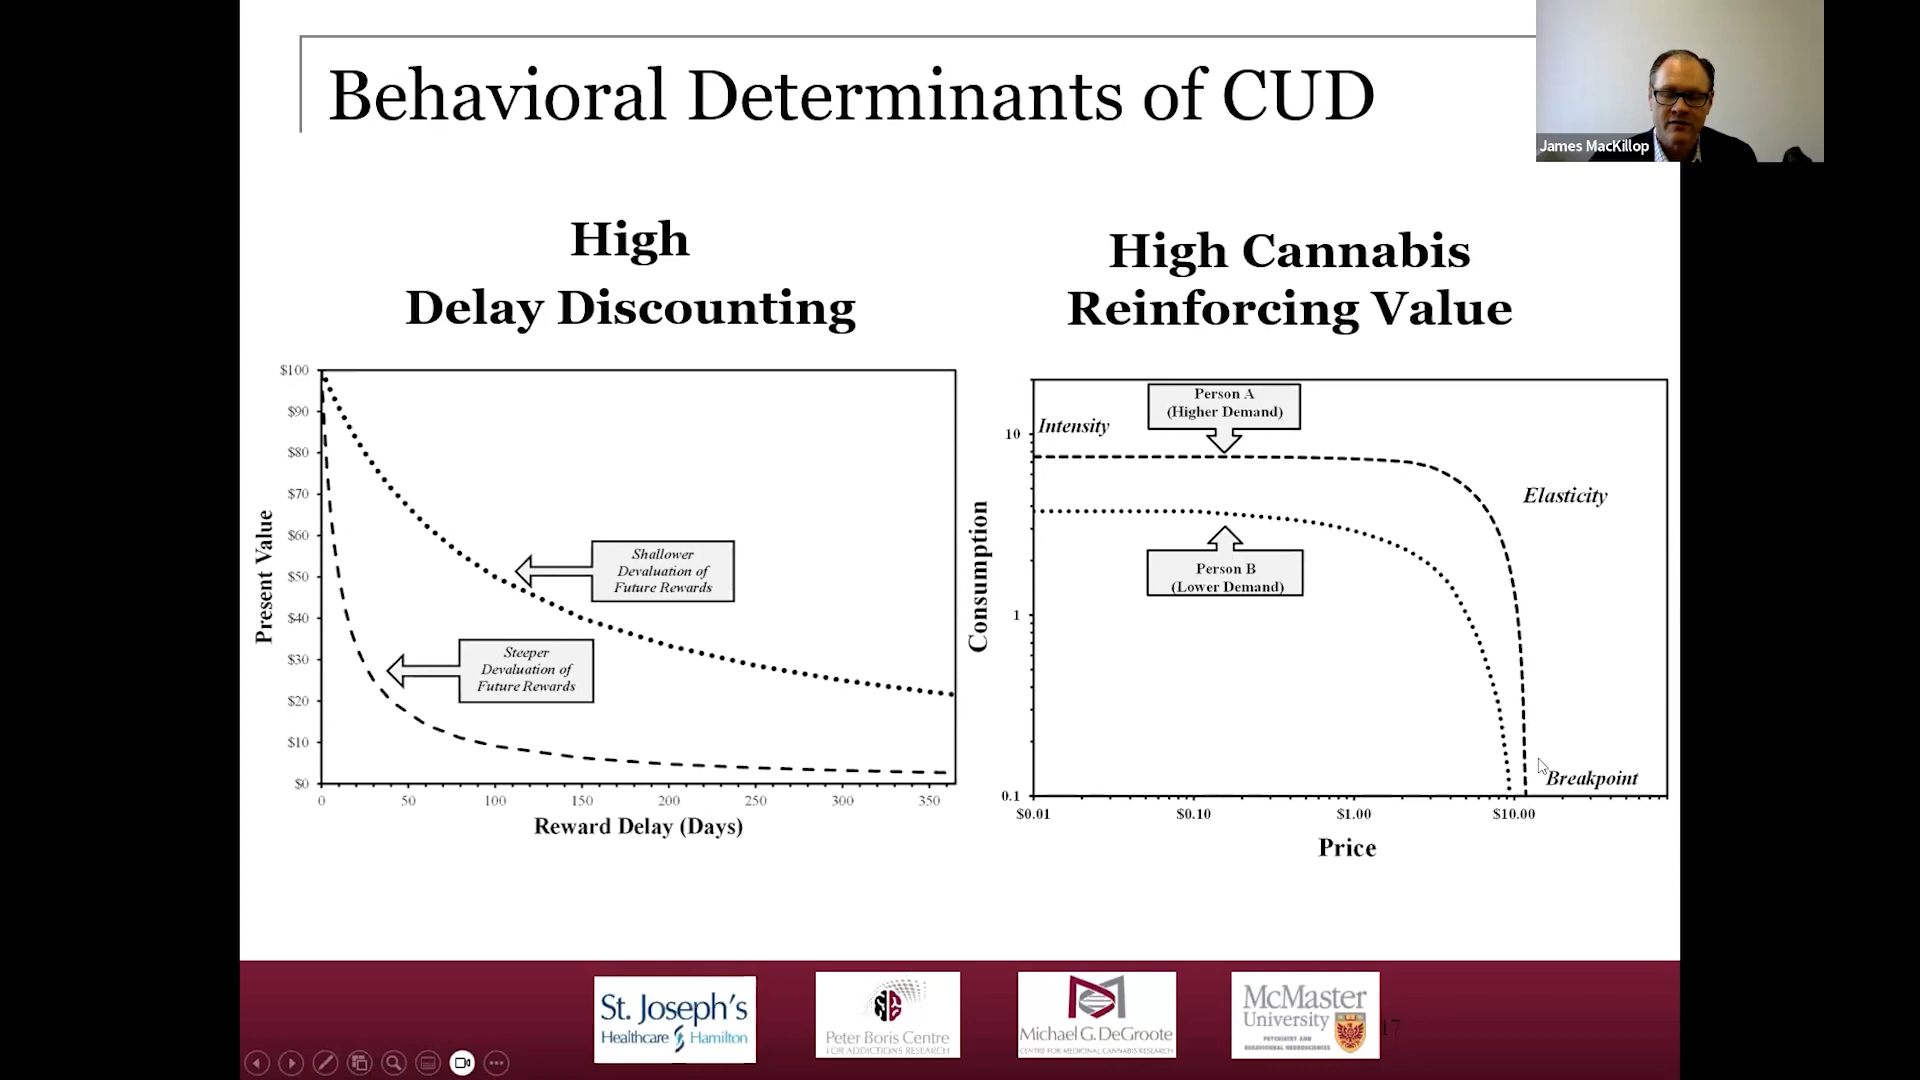 Behavioral Determinants of CUD
James MacKillop
High
Delay Discounting
High Cannabis
Reinforcing Value
$100
$90
$80
$70
$60
$50
$40
$30
$20
$10
$0
Present Value
Shallower
Devaluation of
Future Rewards
Steeper
Devaluation of
Future Rewards
0
50
100
150
200
250
300
350
Reward Delay (Days)
Person A
(Higher Demand)
Intensity
10
1
0.1
Consumption
Elasticity
Person B
(Lower Demand)
Breakpoint
$0.01
$0.10
$1.00
$10.00
Price
St. Joseph's
Healthcare Hamilton
Peter Boris Centre
FOR ADDICTIONS RESEARCH
Michael G. DeGroote
CENTRE FOR MEDICINAL CANNABIS RESEARCH
McMaster
University
PSYCHIATRY AND
BEHAVIOURAL NEUROSCIENCES
17